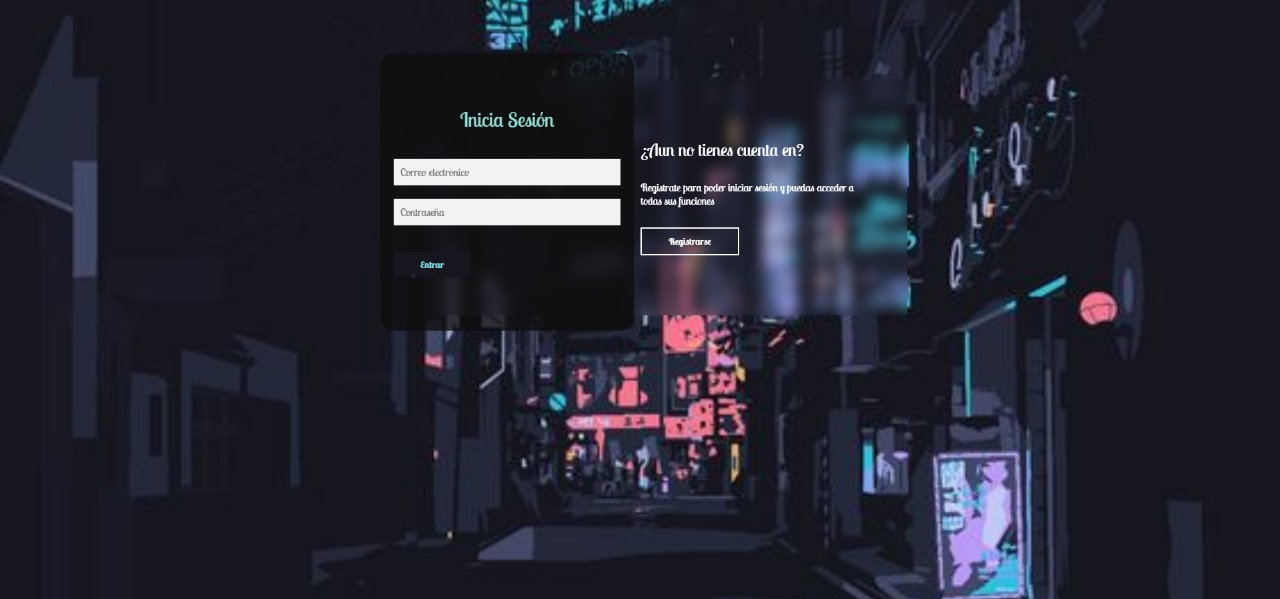 OPOR
Inicia Sesión
Correo electronico
Contraseña
Entrar
¿Aun no tienes cuenta en?
Registrate para poder iniciar sesión y puedas acceder a
todas sus funciones
Registrarse